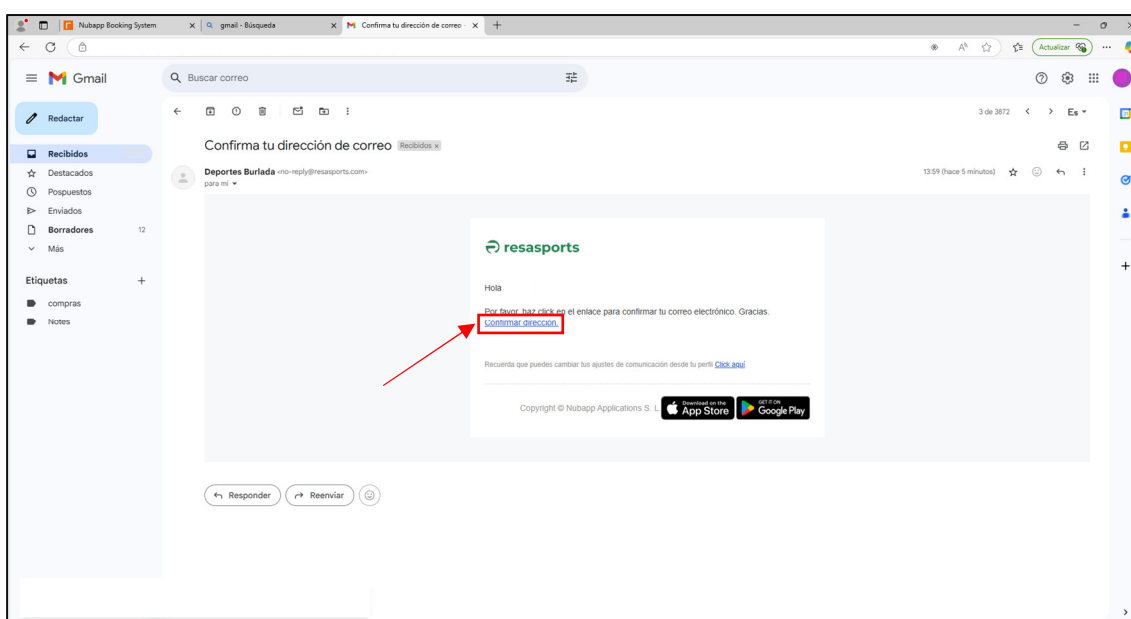 Nubapp Booking System
gmail - Búsqueda
Confirma tu dirección de correo -
Actualizar
Gmail
Buscar correo
Redactar
3 de 3872
Es
Recibidos
Destacados
Pospuestos
Enviados
Borradores 12
Más
Etiquetas
compras
Notes
Confirma tu dirección de correo Recibidos x
Deportes Burlada <no-reply@resasports.com>
13:59 (hace 5 minutos)
para mi
resasports
Hola
Por favor, haz click en el enlace para confirmar tu correo electrónico. Gracias.
Confirmar dirección.
Recuerda que puedes cambiar tus ajustes de comunicación desde tu perfil Click aquí
Copyright © Nubapp Applications S. L.
Download on the
App Store
GET IT ON
Google Play
Responder
Reenviar